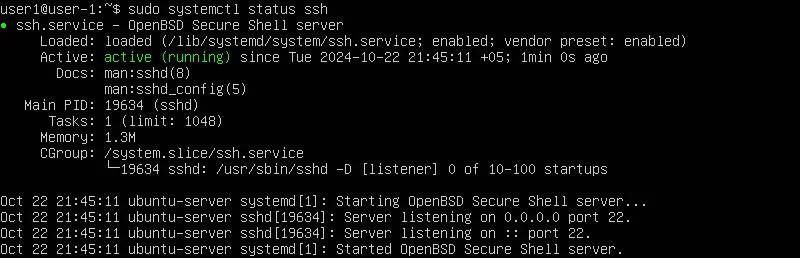 user1@user-1:~$ sudo systemctl status ssh
● ssh.service - OpenBSD Secure Shell server
Loaded: loaded (/lib/systemd/system/ssh.service; enabled; vendor preset: enabled)
Active: active (running) since Tue 2024-10-22 21:45:11 +05; 1min 0s ago
Docs: man:sshd(8)
man:sshd_config(5)
Main PID: 19634 (sshd)
Tasks: 1 (limit: 1048)
Memory: 1.3M
CGroup: /system.slice/ssh.service
└─19634 sshd: /usr/sbin/sshd -D [listener] 0 of 10-100 startups
Oct 22 21:45:11 ubuntu-server systemd[1]: Starting OpenBSD Secure Shell server...
Oct 22 21:45:11 ubuntu-server sshd[19634]: Server listening on 0.0.0.0 port 22.
Oct 22 21:45:11 ubuntu-server sshd[19634]: Server listening on :: port 22.
Oct 22 21:45:11 ubuntu-server systemd[1]: Started OpenBSD Secure Shell server.